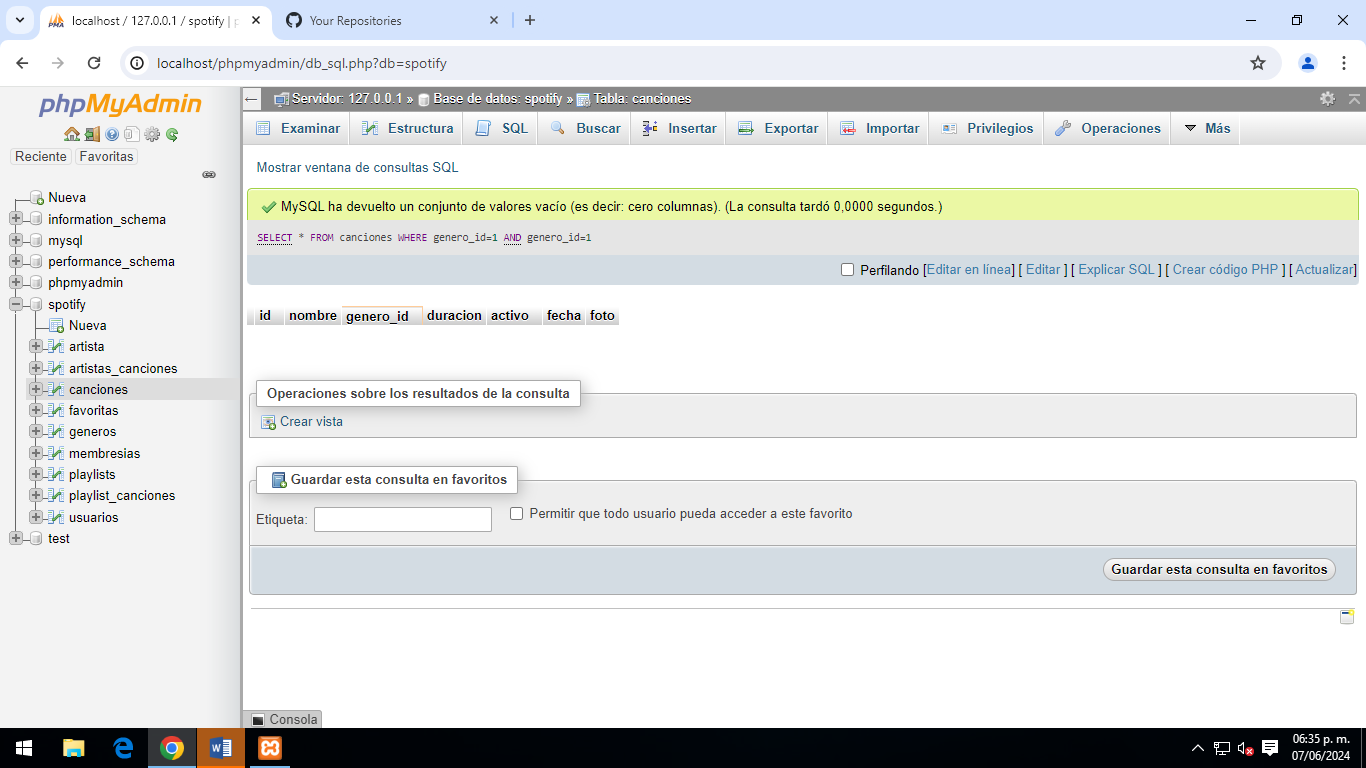 localhost / 127.0.0.1 / spotify | p
Your Repositories
localhost/phpmyadmin/db_sql.php?db=spotify
phpMyAdmin
Reciente
Favoritas
Nueva
information_schema
mysql
performance_schema
phpmyadmin
spotify
Nueva
artista
artistas_canciones
canciones
favoritas
generos
membresias
playlists
playlist_canciones
usuarios
test
Servidor: 127.0.0.1 » Base de datos: spotify » Tabla: canciones
Examinar Estructura SQL Buscar Insertar Exportar Importar Privilegios Operaciones Más
Mostrar ventana de consultas SQL
MySQL ha devuelto un conjunto de valores vacío (es decir: cero columnas). (La consulta tardó 0,0000 segundos.)
SELECT * FROM canciones WHERE genero_id=1 AND genero_id=1
Perfilando [Editar en línea] [ Editar ] [ Explicar SQL ] [ Crear código PHP ] [ Actualizar]
id nombre genero_id duracion activo fecha foto
Operaciones sobre los resultados de la consulta
Crear vista
Guardar esta consulta en favoritos
Etiqueta:
Permitir que todo usuario pueda acceder a este favorito
Guardar esta consulta en favoritos
Consola
06:35 p. m.
07/06/2024